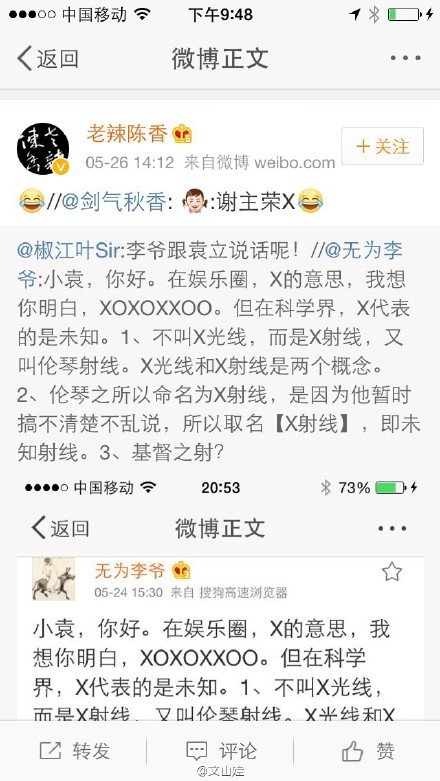 中国移动 下午9:48
返回 微博正文
老辣陈香
05-26 14:12 来自微博 weibo.com
+关注
//@剑气秋香: :谢主荣X
@椒江叶Sir:李爷跟袁立说话呢！//@无为李
爷:小袁，你好。在娱乐圈，X的意思，我想
你明白，XOXOXXOO。但在科学界，X代表
的是未知。1、不叫X光线，而是X射线，又
叫伦琴射线。X光线和X射线是两个概念。
2、伦琴之所以命名为X射线，是因为他暂时
搞不清楚不乱说，所以取名【X射线】，即未
知射线。3、基督之射？
中国移动 20:53 73%
返回 微博正文
无为李爷
05-24 15:30 来自 搜狗高速浏览器
小袁，你好。在娱乐圈，X的意思，我
想你明白，XOXOXXOO。但在科学
界，X代表的是未知。1、不叫X光线，
而是X射线，又叫伦琴射线。X光线和X
转发 评论 赞
@文山娃